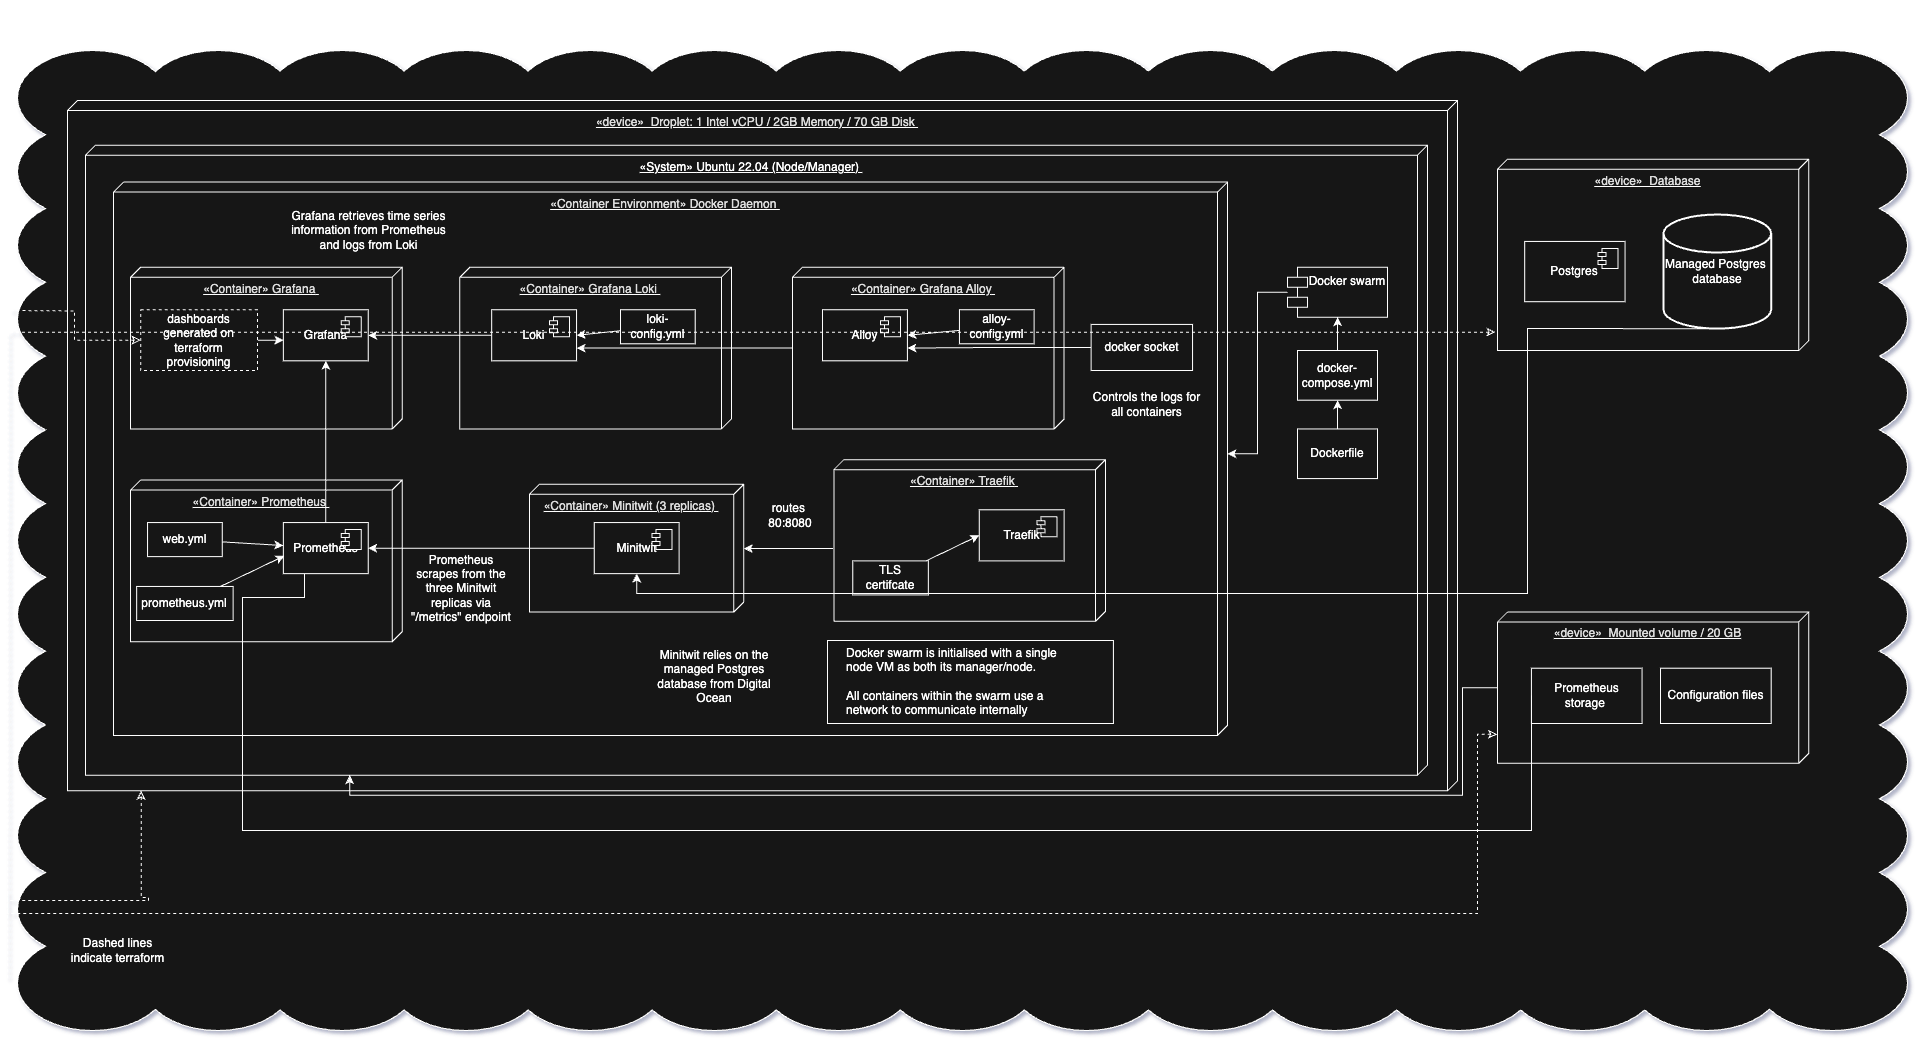 «device»  Droplet: 1 Intel vCPU / 2GB Memory / 70 GB Disk
«System» Ubuntu 22.04 (Node/Manager)
«Container Environment» Docker Daemon
Grafana retrieves time series
information from Prometheus
and logs from Loki
«Container» Grafana
dashboards
generated on
terraform
provisioning
Grafana
«Container» Grafana Loki
Loki
loki-
config.yml
«Container» Grafana Alloy
Alloy
alloy-
config.yml
docker socket
Controls the logs for
all containers
Docker swarm
docker-
compose.yml
Dockerfile
«device»  Database
Postgres
Managed Postgres
database
«Container» Prometheus
web.yml
Prometheus
prometheus.yml
Prometheus
scrapes from the
three Minitwit
replicas via
"/metrics" endpoint
«Container» Minitwit (3 replicas)
Minitwit
routes
80:8080
«Container» Traefik
Traefik
TLS
certifcate
Minitwit relies on the
managed Postgres
database from Digital
Ocean
Docker swarm is initialised with a single
node VM as both its manager/node.
All containers within the swarm use a
network to communicate internally
«device»  Mounted volume / 20 GB
Prometheus
storage
Configuration files
Dashed lines
indicate terraform